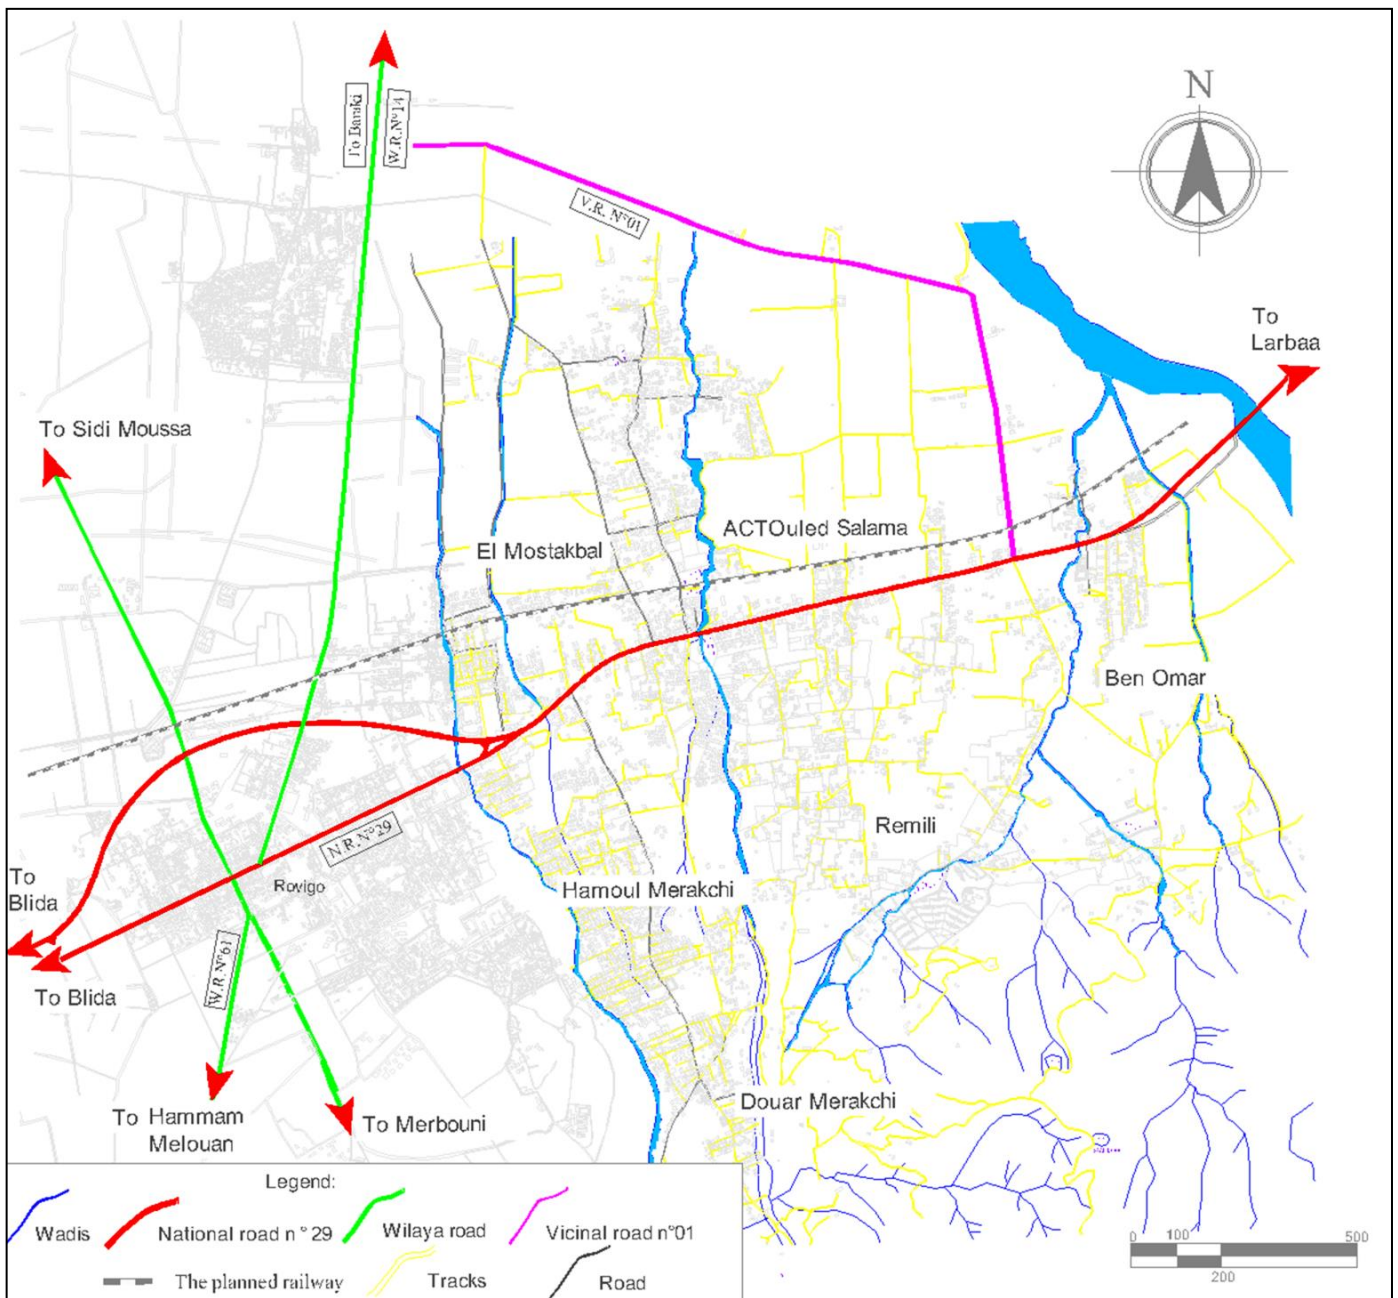 N
To Baraki
W.R.N°14
V.R. N°01
To
Larbaa
To Sidi Moussa
ACTOuled Salama
El Mostakbal
Ben Omar
Remili
N.R.N°29
To
Blida
Rovigo
Hamoul Merakchi
W.R.N°61
To Blida
Douar Merakchi
To Hammam
Melouan
To Merbouni
Legend:
Wadis
National road n° 29
Wilaya road
Vicinal road n°01
The planned railway
Tracks
Road
0 100 500
200